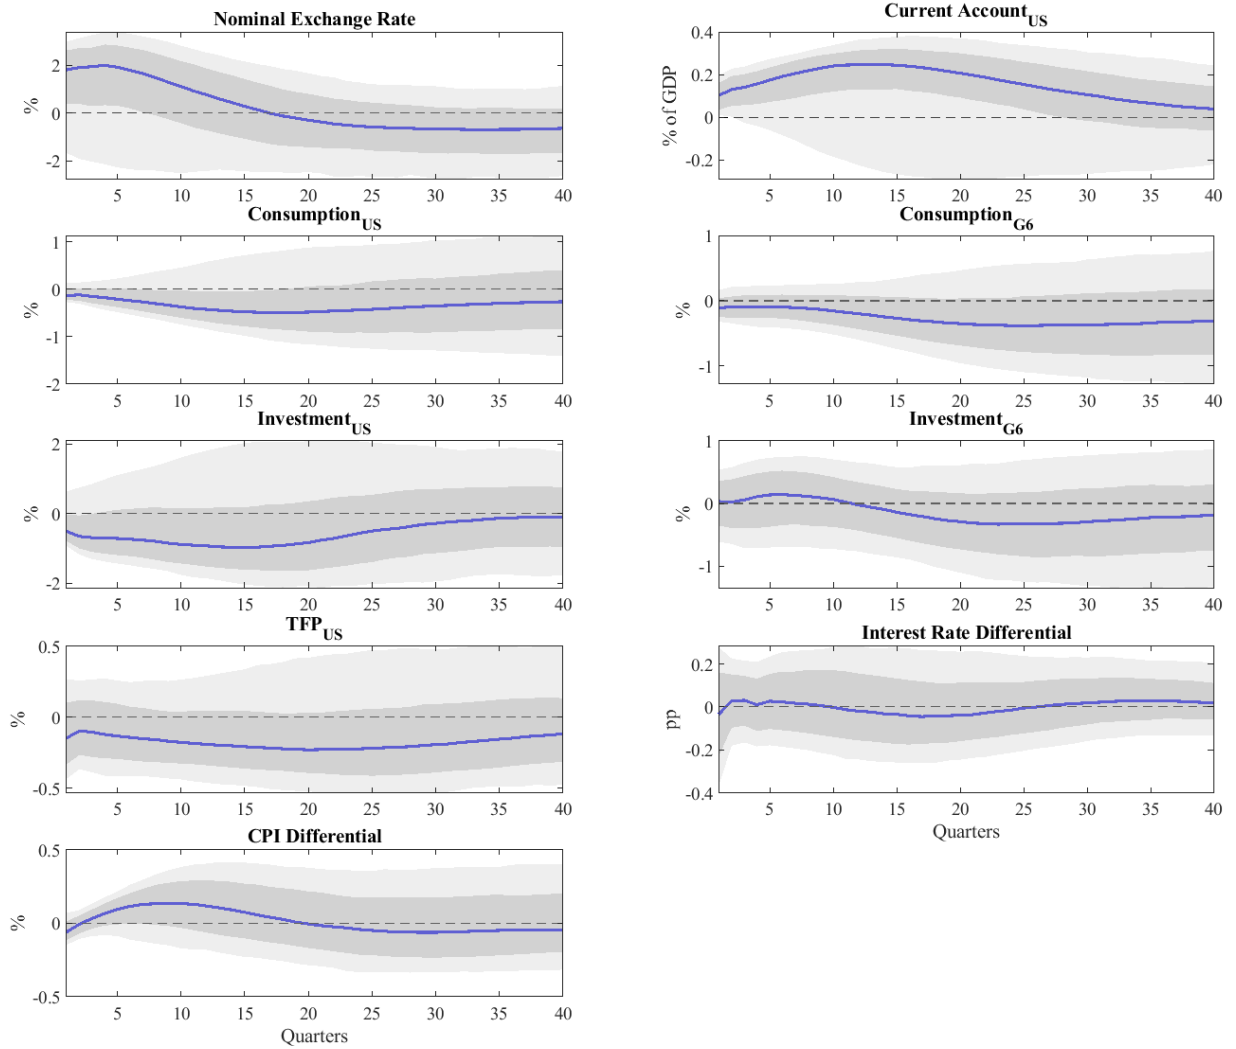 Nominal Exchange Rate
%
2
0
-2
5 10 15 20 25 30 35 40
Current Account_US
% of GDP
0.4
0.2
0
-0.2
5 10 15 20 25 30 35 40
Consumption_US
%
1
0
-1
-2
5 10 15 20 25 30 35 40
Consumption_G6
%
1
0
-1
5 10 15 20 25 30 35 40
Investment_US
%
2
0
-2
5 10 15 20 25 30 35 40
Investment_G6
%
1
0
-1
5 10 15 20 25 30 35 40
TFP_US
%
0.5
0
-0.5
5 10 15 20 25 30 35 40
Interest Rate Differential
pp
0.2
0
-0.2
-0.4
5 10 15 20 25 30 35 40
Quarters
CPI Differential
%
0.5
0
-0.5
5 10 15 20 25 30 35 40
Quarters